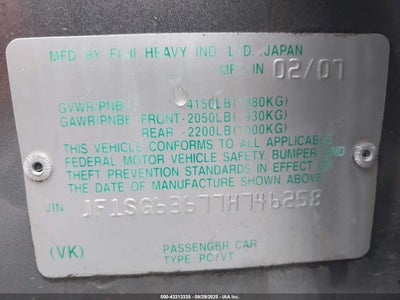 MFD BY FUJI HEAVY IND. LTD. JAPAN
MFD IN 02/07
GVWR/PNBV 4150LB(1880KG)
GAWR/PNBE FRONT-2050LB(930KG)
REAR -2200LB(1000KG)
THIS VEHICLE CONFORMS TO ALL APPLICABLE
FEDERAL MOTOR VEHICLE SAFETY, BUMPER AND
THEFT PREVENTION STANDARDS IN EFFECT ON
THE DATE OF MANUFACTURE SHOWN ABOVE.
VIN JF1SG63677H746258
(VK) PASSENGER CAR
TYPE PC/VT
000-43313335 - (09/29/2025) - IAAUCTIONS